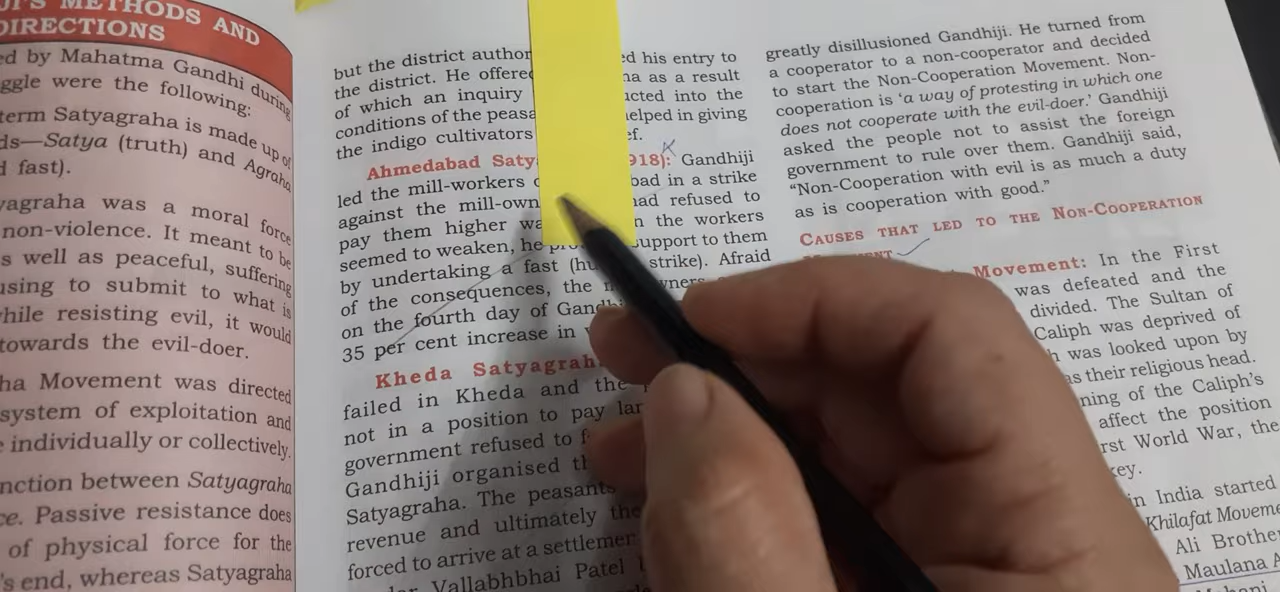 JI'S METHODS AND
DIRECTIONS
ed by Mahatma Gandhi during
ggle were the following:
term Satyagraha is made up of
ds—Satya (truth) and Agraha
d fast).
yagraha was a moral force
non-violence. It meant to be
s well as peaceful, suffering
using to submit to what is
while resisting evil, it would
towards the evil-doer.
ha Movement was directed
system of exploitation and
individually or collectively.
nction between Satyagraha
ce. Passive resistance does
of physical force for the
's end, whereas Satyagraha
but the district author ed his entry to
the district. He offered ha as a result
of which an inquiry ucted into the
conditions of the peasa elped in giving
the indigo cultivators ef.
Ahmedabad Saty 918): Gandhiji
led the mill-workers bad in a strike
against the mill-own had refused to
pay them higher wa n the workers
seemed to weaken, he support to them
by undertaking a fast (hu strike). Afraid
of the consequences, the
on the fourth day of Gandhi
35 per cent increase in
Kheda Satyagrah
failed in Kheda and the
not in a position to pay lar
government refused to
Gandhiji organised th
Satyagraha. The peasants
revenue and ultimately the
forced to arrive at a settlemen
Vallabhbhai Patel
greatly disillusioned Gandhiji. He turned from
a cooperator to a non-cooperator and decided
to start the Non-Cooperation Movement. Non-
cooperation is 'a way of protesting in which one
does not cooperate with the evil-doer.' Gandhiji
asked the people not to assist the foreign
government to rule over them. Gandhiji said,
"Non-Cooperation with evil is as much a duty
as is cooperation with good."
CAUSES THAT LED TO THE NON-COOPERATION
Movement: In the First
was defeated and the
divided. The Sultan of
Caliph was deprived of
h was looked upon by
as their religious head.
ning of the Caliph's
affect the position
rst World War, the
key.
in India started
Khilafat Moveme
Ali Brother
Maulana A